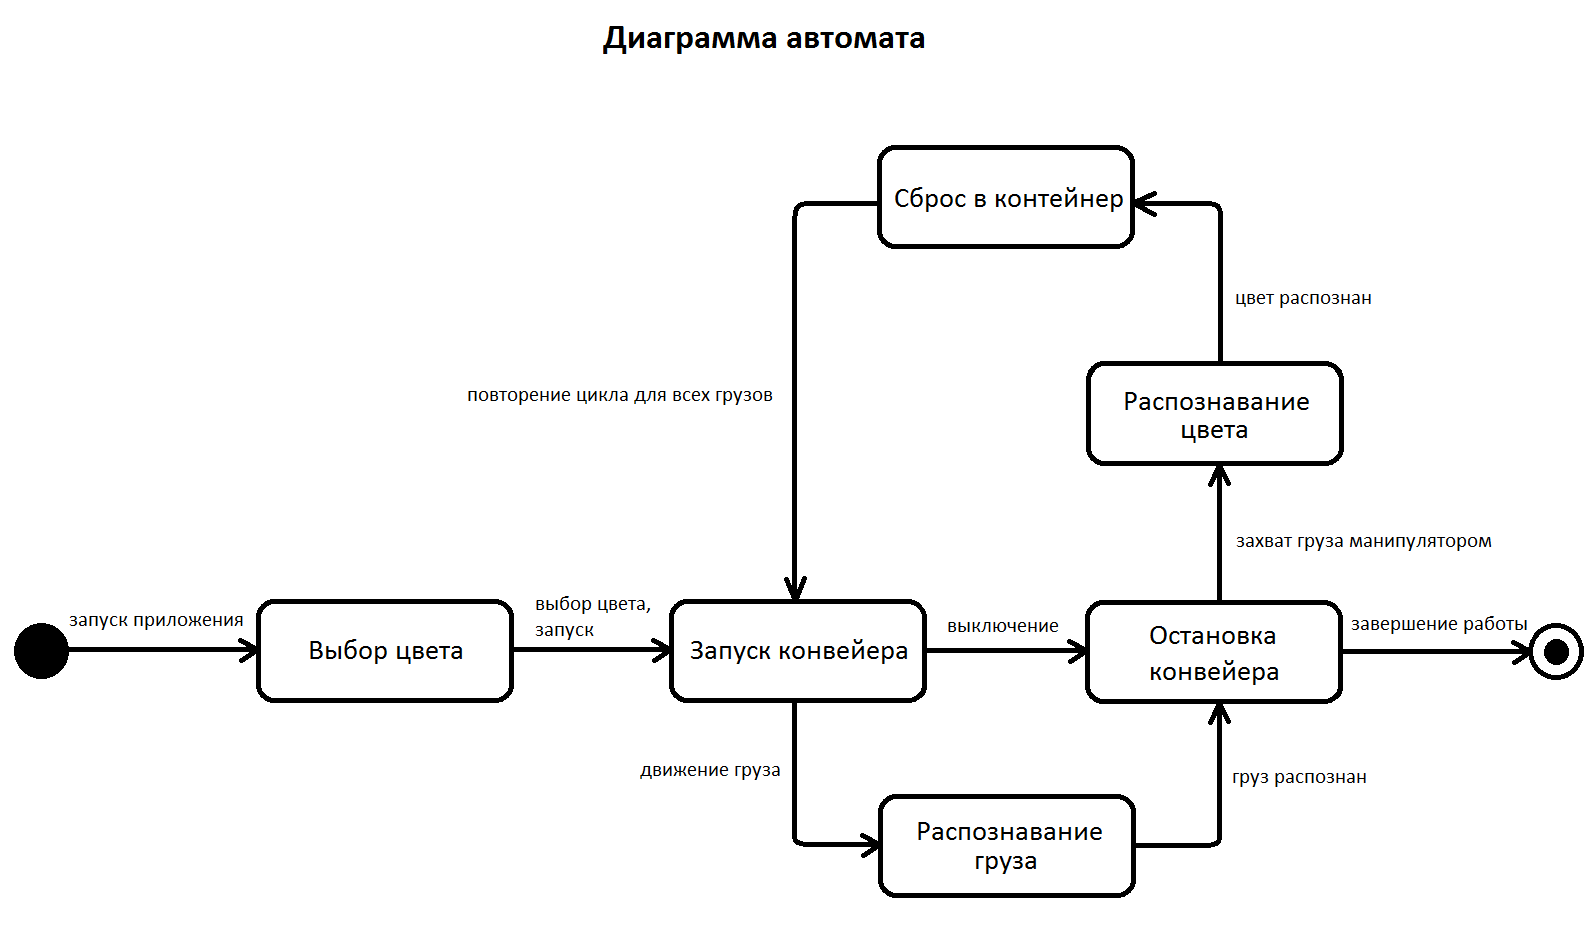 Диаграмма автомата
Сброс в контейнер
цвет распознан
повторение цикла для всех грузов
Распознавание
цвета
захват груза манипулятором
запуск приложения
Выбор цвета
выбор цвета,
запуск
Запуск конвейера
выключение
Остановка
конвейера
завершение работы
движение груза
груз распознан
Распознавание
груза